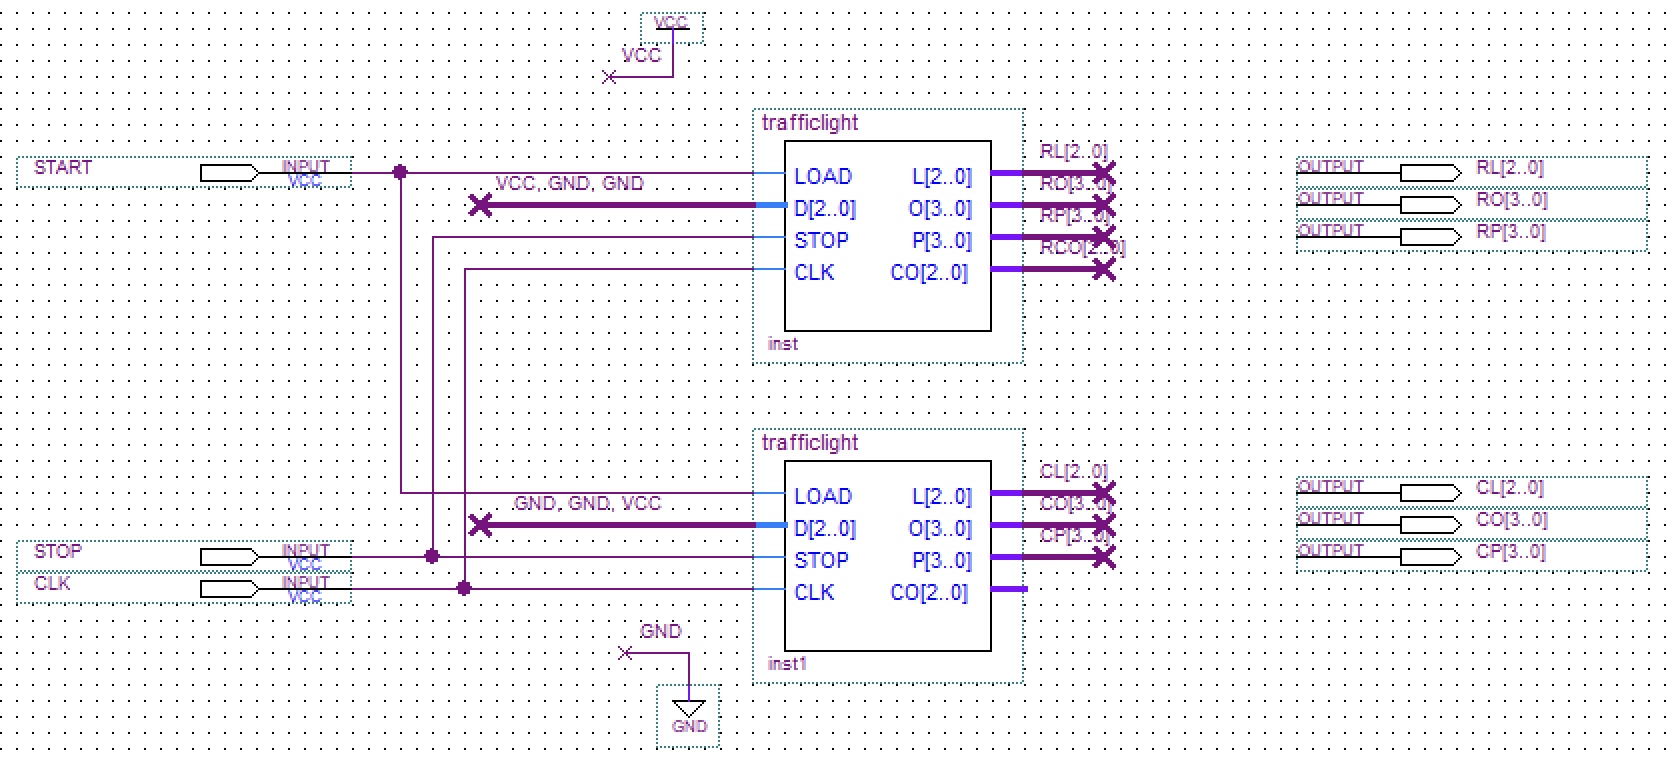 VCC
VCC
trafficlight
START
INPUT
VCC
VCC, GND, GND
LOAD
D[2..0]
STOP
CLK
L[2..0]
O[3..0]
P[3..0]
CO[2..0]
RL[2..0]
RO[3..0]
RP[3..0]
RCO[2..0]
inst
OUTPUT
RL[2..0]
OUTPUT
RO[3..0]
OUTPUT
RP[3..0]
trafficlight
GND, GND, VCC
LOAD
D[2..0]
STOP
CLK
L[2..0]
O[3..0]
P[3..0]
CO[2..0]
CL[2..0]
CO[3..0]
CP[3..0]
inst1
OUTPUT
CL[2..0]
OUTPUT
CO[3..0]
OUTPUT
CP[3..0]
STOP
INPUT
VCC
CLK
INPUT
VCC
GND
GND